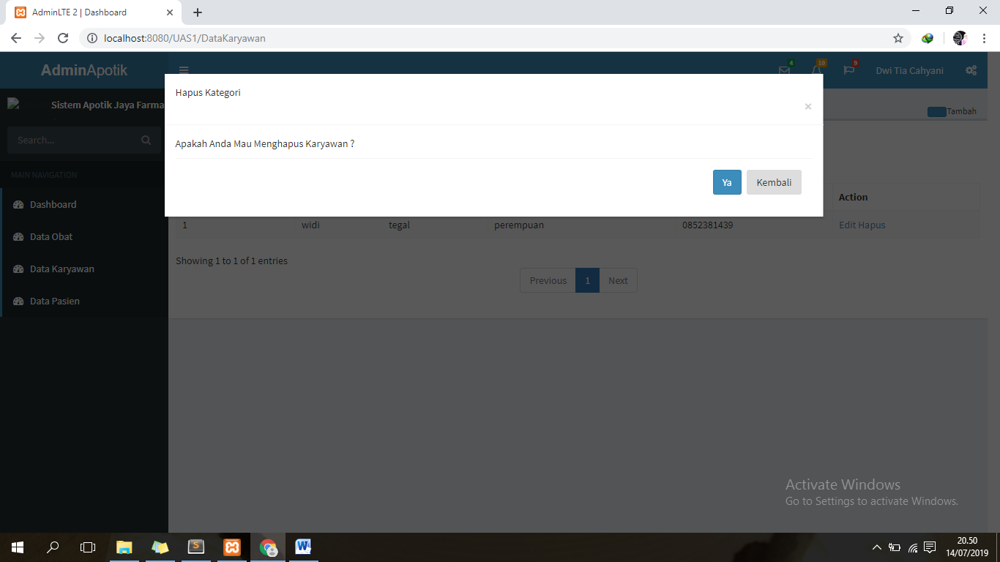 AdminLTE 2 | Dashboard
localhost:8080/UAS1/DataKaryawan
AdminApotik
4
10
9
Dwi Tia Cahyani
Sistem Apotik Jaya Farma
Hapus Kategori
×
Tambah
Search...
Apakah Anda Mau Menghapus Karyawan ?
MAIN NAVIGATION
Ya
Kembali
Dashboard
Data Obat
Data Karyawan
Data Pasien
Action
1 widi tegal perempuan 0852381439 Edit Hapus
Showing 1 to 1 of 1 entries
Previous 1 Next
Activate Windows
Go to Settings to activate Windows.
20.50
14/07/2019